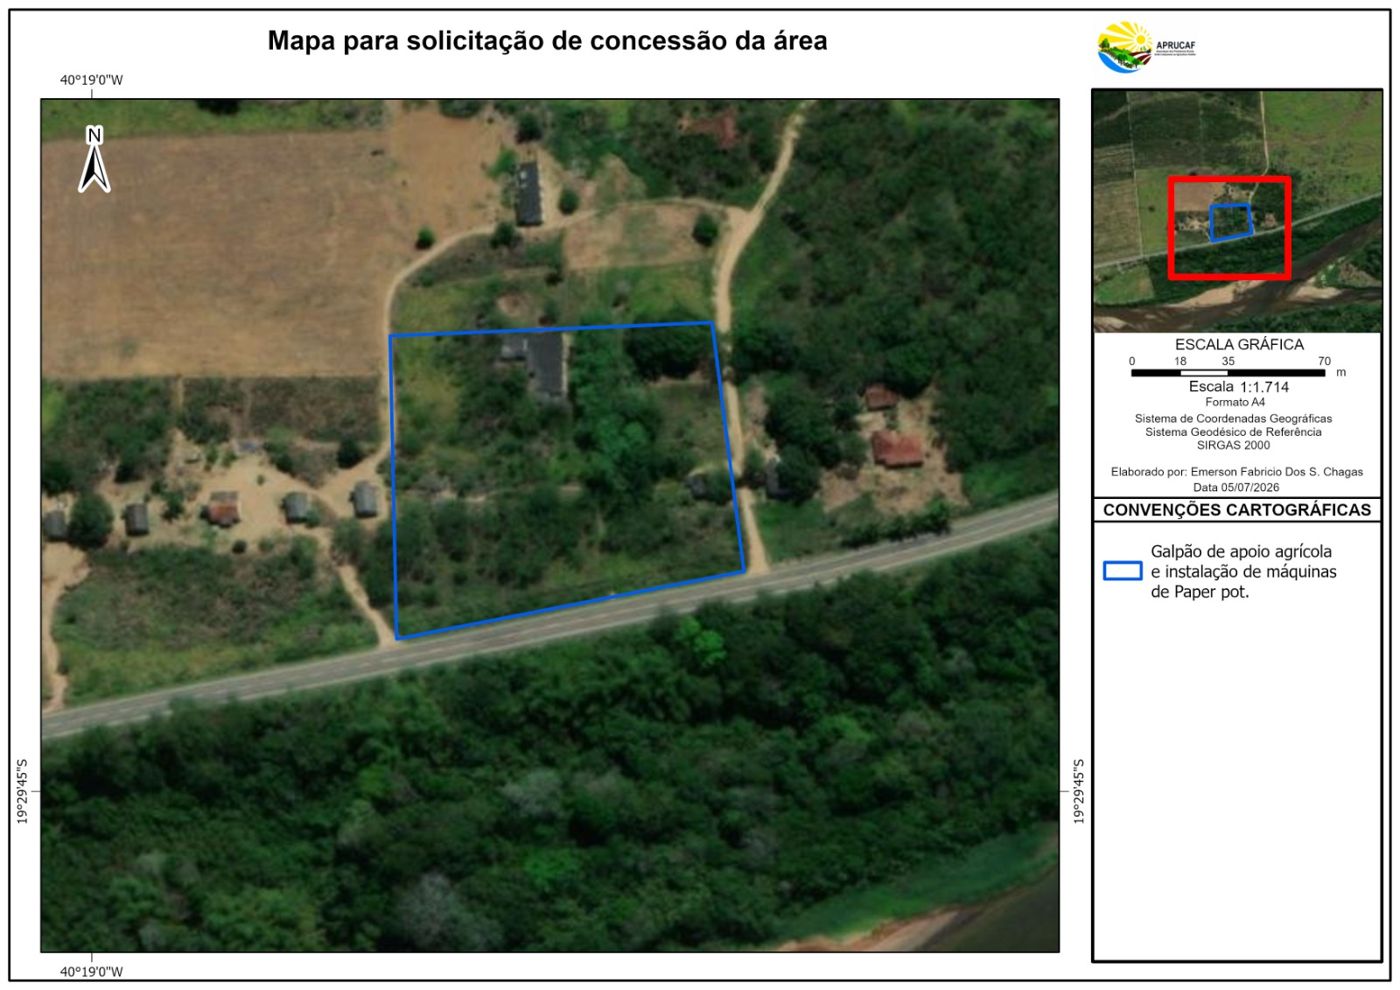 Mapa para solicitação de concessão da área
APRUCAF
40°19'0"W
N
19°29'45"S
19°29'45"S
40°19'0"W
ESCALA GRÁFICA
0 18 35 70 m
Escala 1:1.714
Formato A4
Sistema de Coordenadas Geográficas
Sistema Geodésico de Referência
SIRGAS 2000
Elaborado por: Emerson Fabricio Dos S. Chagas
Data 05/07/2026
CONVENÇÕES CARTOGRÁFICAS
Galpão de apoio agrícola
e instalação de máquinas
de Paper pot.